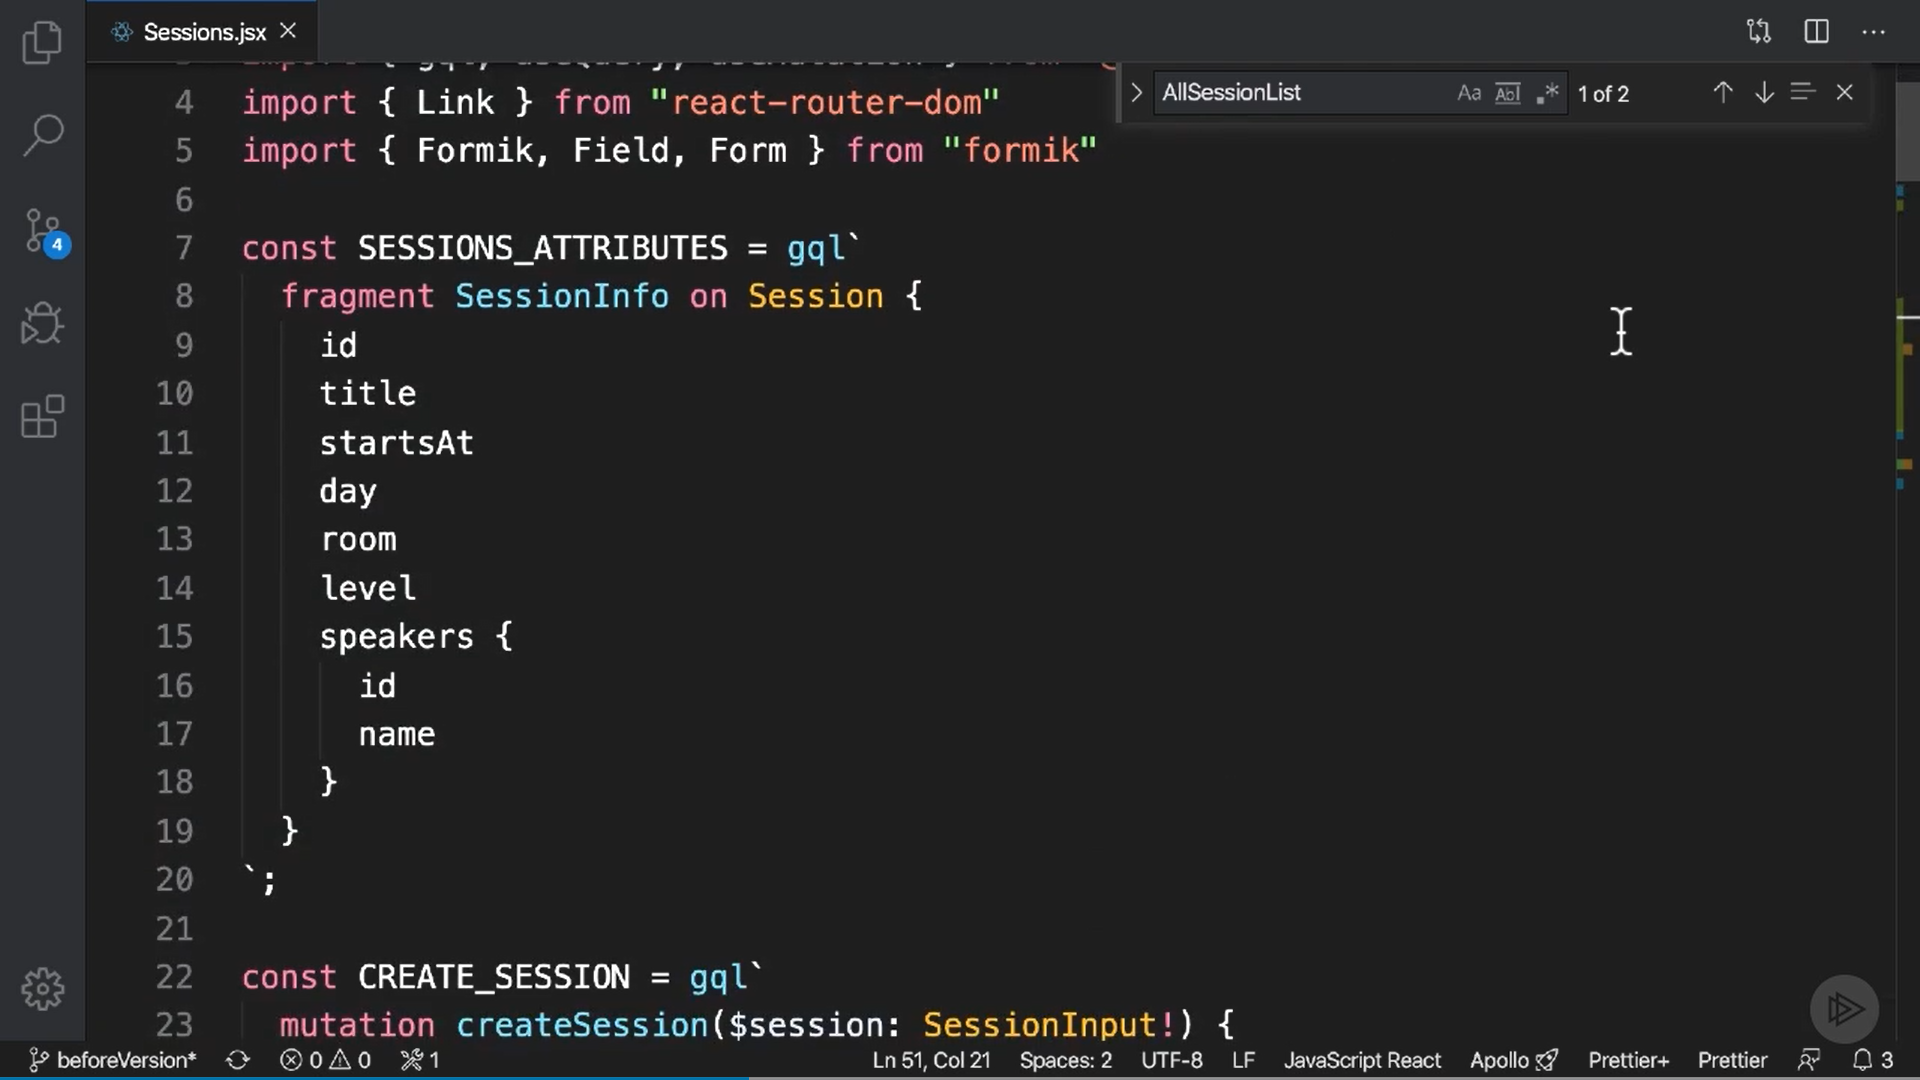 Sessions.jsx
AllSessionList
Aa
Abl
.*
1 of 2
4 import { Link } from "react-router-dom"
5 import { Formik, Field, Form } from "formik"
6
7 const SESSIONS_ATTRIBUTES = gql`
8 fragment SessionInfo on Session {
9 id
10 title
11 startsAt
12 day
13 room
14 level
15 speakers {
16 id
17 name
18 }
19 }
20 `;
21
22 const CREATE_SESSION = gql`
23 mutation createSession($session: SessionInput!) {
4
beforeVersion* 0 0 1 Ln 51, Col 21 Spaces: 2 UTF-8 LF JavaScript React Apollo Prettier+ Prettier 3